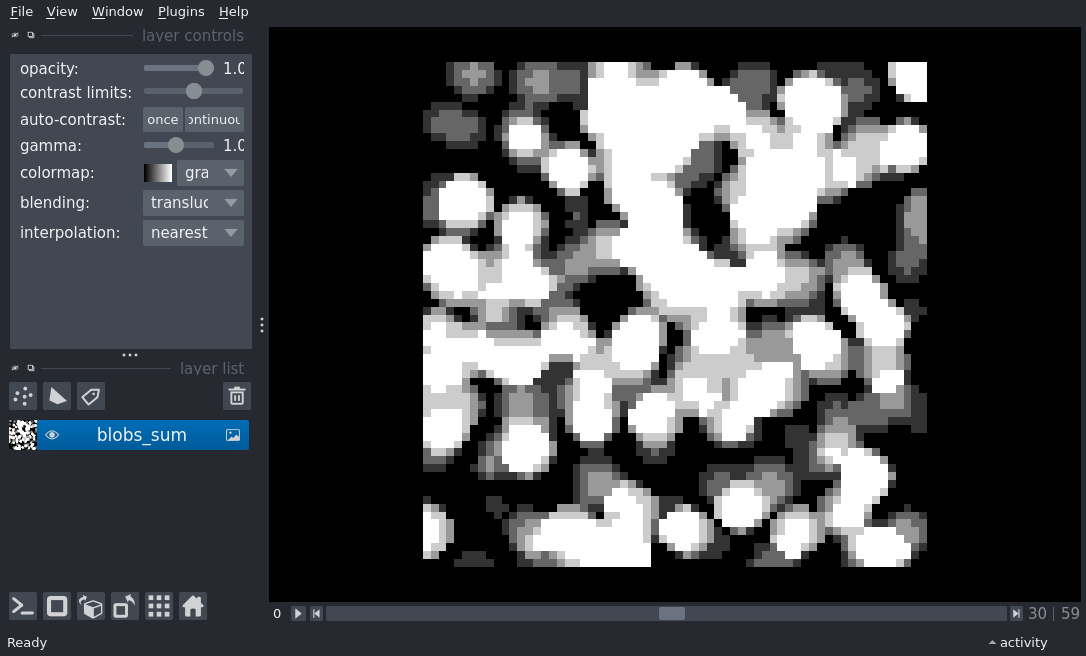 File View Window Plugins Help
layer controls
opacity: 1.0
contrast limits:
auto-contrast: once ontinuou
gamma: 1.0
colormap: gra
blending: transluc
interpolation: nearest
layer list
blobs_sum
0 30 | 59
Ready activity